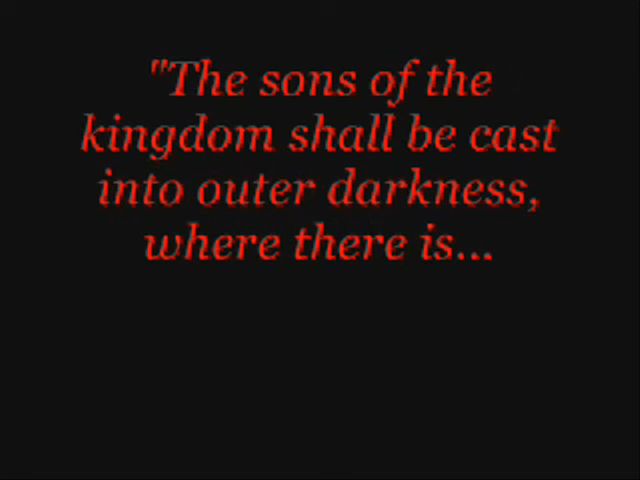 "The sons of the
kingdom shall be cast
into outer darkness,
where there is...